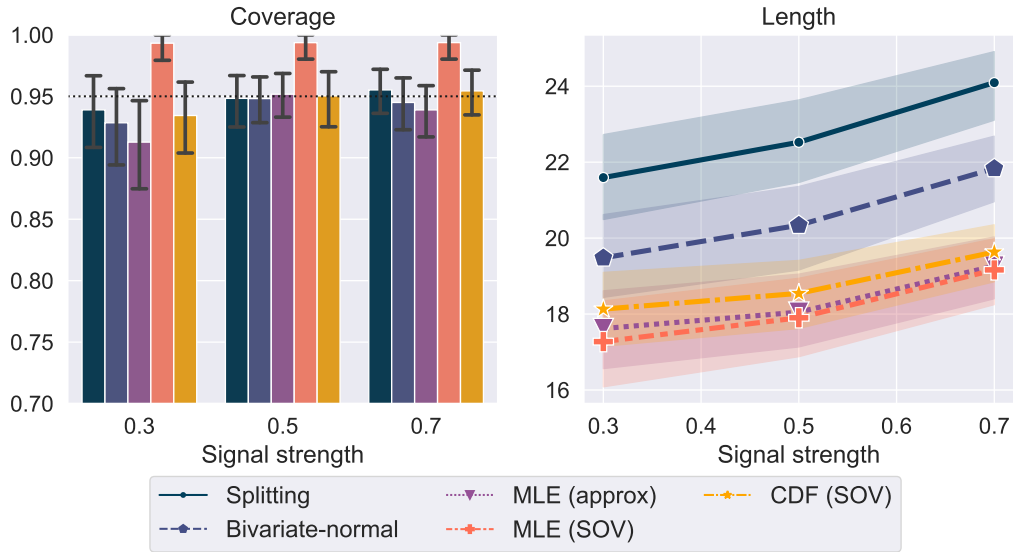 Coverage
1.00
0.95
0.90
0.85
0.80
0.75
0.70
0.3 0.5 0.7
Signal strength
Length
24
22
20
18
16
0.3 0.4 0.5 0.6 0.7
Signal strength
Splitting
Bivariate-normal
MLE (approx)
MLE (SOV)
CDF (SOV)